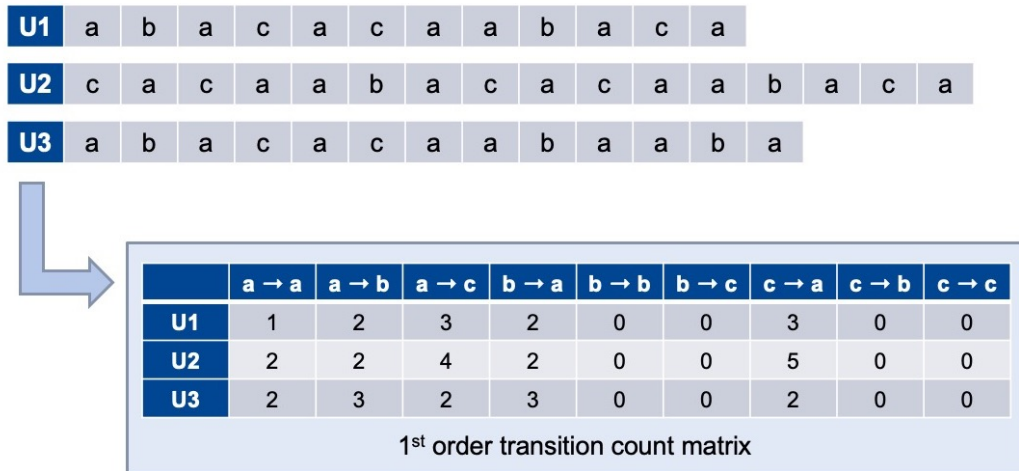 U1 a b a c a c a a b a c a
U2 c a c a a b a c a c a a b a c a
U3 a b a c a c a a b a a b a
a → a a → b a → c b → a b → b b → c c → a c → b c → c
U1 1 2 3 2 0 0 3 0 0
U2 2 2 4 2 0 0 5 0 0
U3 2 3 2 3 0 0 2 0 0
1st order transition count matrix